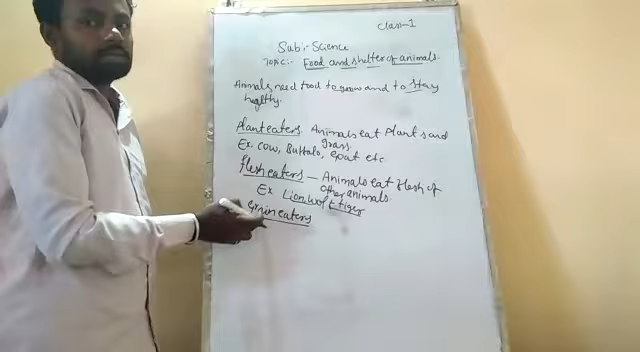 Class-1
Sub:- Science
Topic:- Food and shelter of animals.
Animals need food to grow and to stay
healthy.
Plant eaters. Animals eat Plants and
grass.
Ex. Cow, Buffalo, goat etc
flesh eaters - Animals eat flesh of
other animals.
Ex Lion, wolf, tiger
Grain eaters